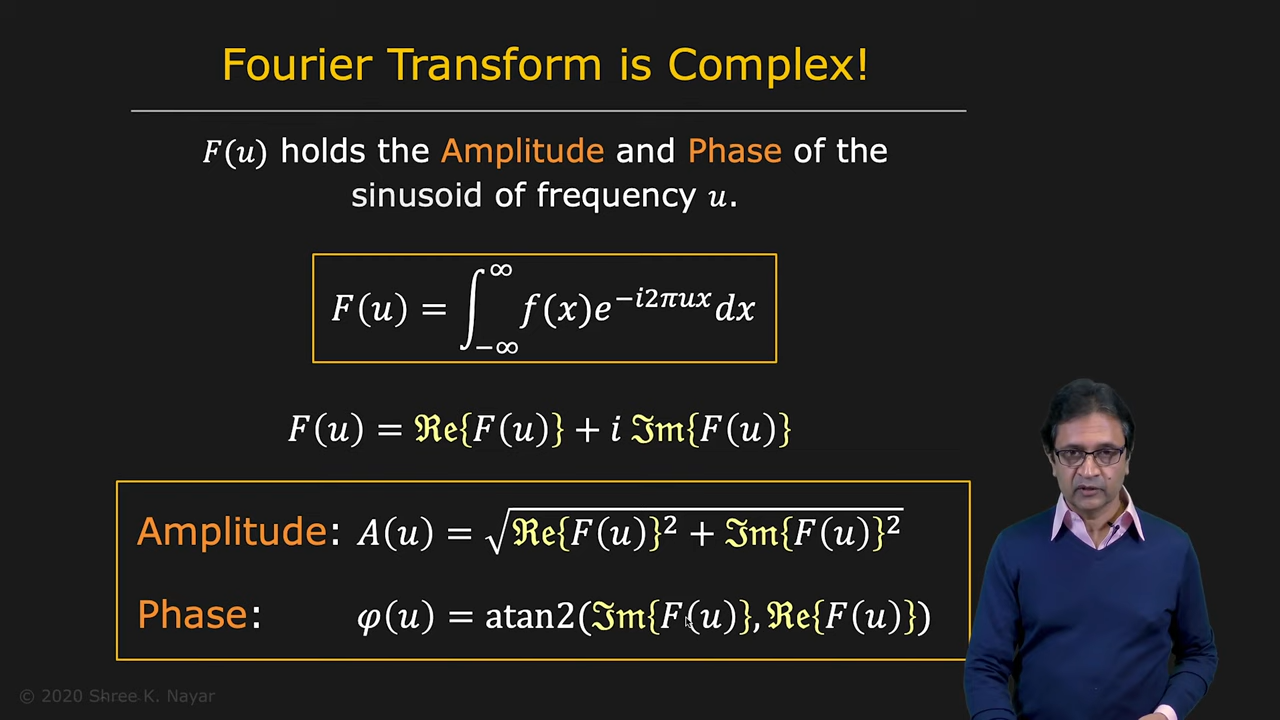 Fourier Transform is Complex!
F(u) holds the Amplitude and Phase of the
sinusoid of frequency u.
F(u) = ∫_{-∞}^{∞} f(x)e^{-i2πux}dx
F(u) = ℜe{F(u)} + i ℑm{F(u)}
Amplitude: A(u) = √(ℜe{F(u)}² + ℑm{F(u)}²)
Phase: φ(u) = atan2(ℑm{F(u)}, ℜe{F(u)})
© 2020 Shree K. Nayar